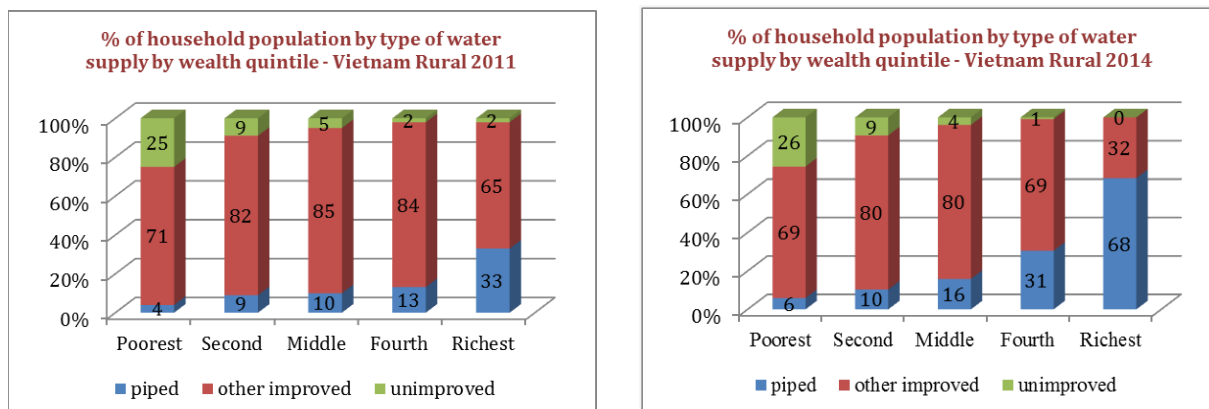 % of household population by type of water
supply by wealth quintile - Vietnam Rural 2011
100%
80%
60%
40%
20%
0%
25 9 5 2 2
71 82 85 84 65
4 9 10 13 33
Poorest Second Middle Fourth Richest
piped other improved unimproved
% of household population by type of water
supply by wealth quintile - Vietnam Rural 2014
100%
80%
60%
40%
20%
0%
26 9 4 1 0
69 80 80 69 32
6 10 16 31 68
Poorest Second Middle Fourth Richest
piped other improved unimproved